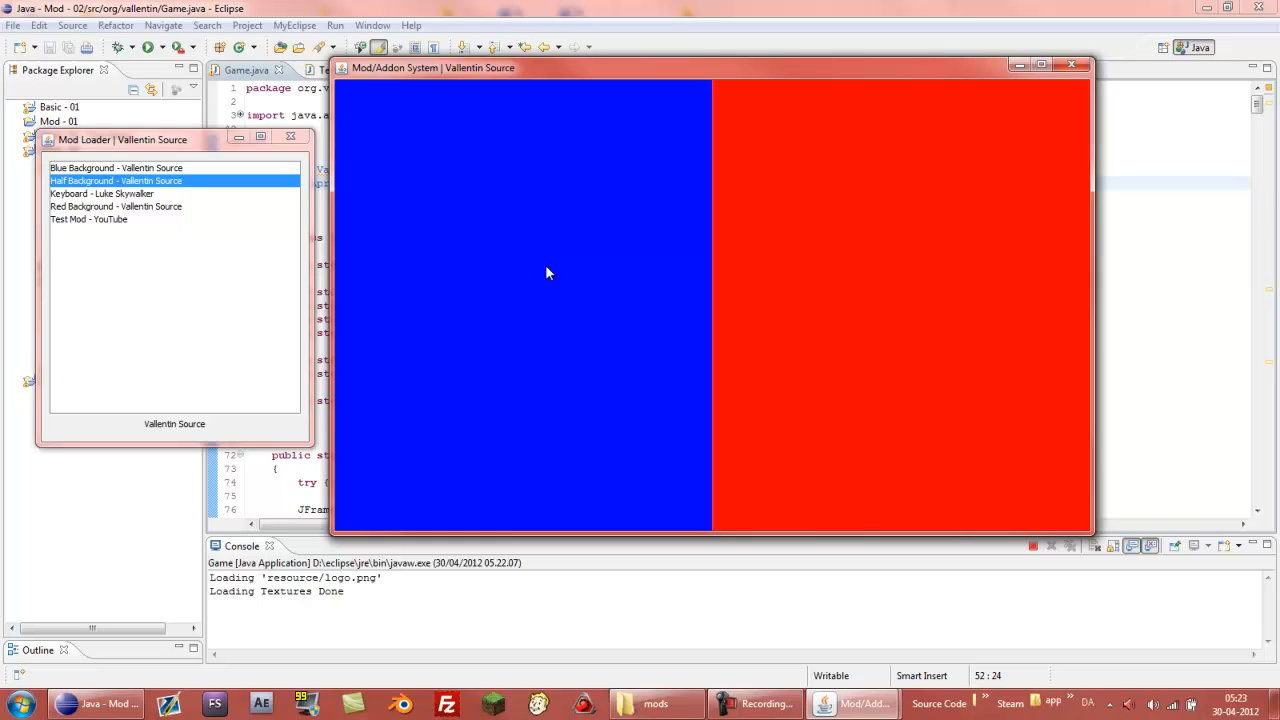 Java - Mod - 02/src/org/vallentin/Game.java - Eclipse
File Edit Source Refactor Navigate Search Project MyEclipse Run Window Help
Java
Package Explorer
Game.java
Mod/Addon System | Vallentin Source
Basic - 01
Mod - 01
1 package org.v
2
3 import java.a
Mod Loader | Vallentin Source
Blue Background - Vallentin Source
Half Background - Vallentin Source
Keyboard - Luke Skywalker
Red Background - Vallentin Source
Test Mod - YouTube
Vallentin Source
72 public st
73 {
74 try {
75
76 JFram
Console
Game [Java Application] D:\eclipse\jre\bin\javaw.exe (30/04/2012 05.22.07)
Loading 'resource/logo.png'
Loading Textures Done
Outline
Writable Smart Insert 52 : 24
Java - Mod ... FS AE 99 mods Recording... Mod/Add... Source Code Steam app DA
05:23
30-04-2012